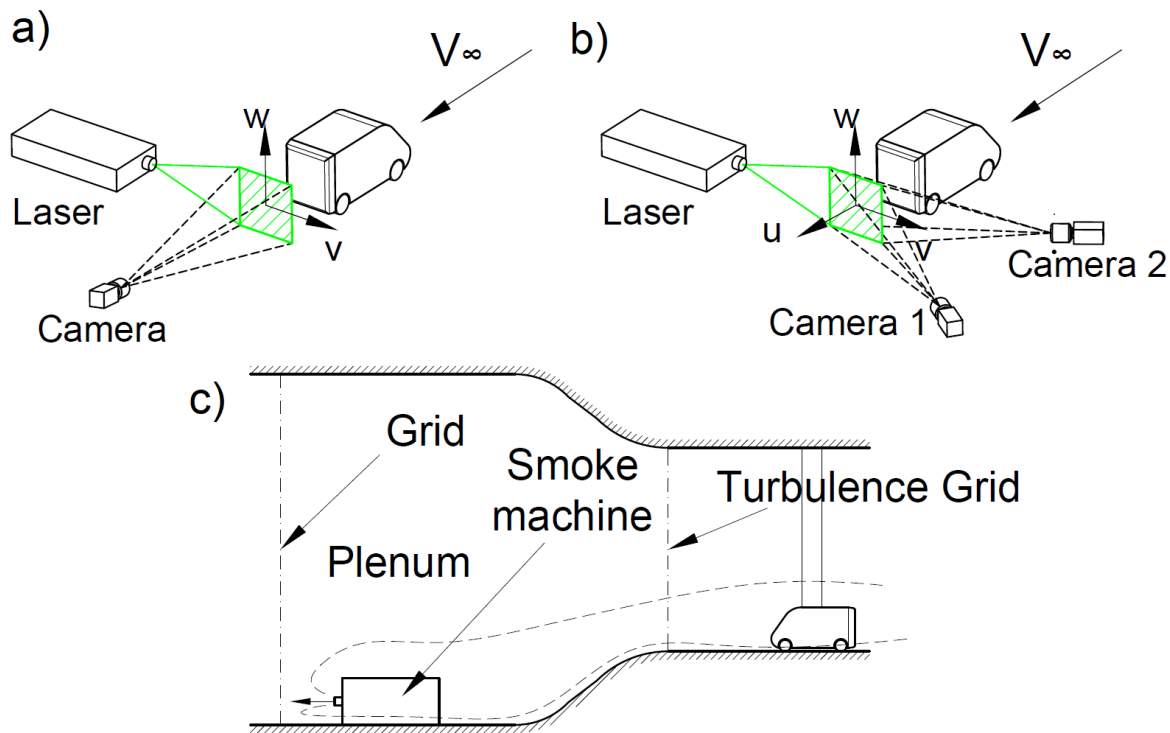 a)
V∞
w
Laser
v
Camera
b)
V∞
w
Laser
u
v
Camera 2
Camera 1
c)
Grid
Smoke
machine
Turbulence Grid
Plenum